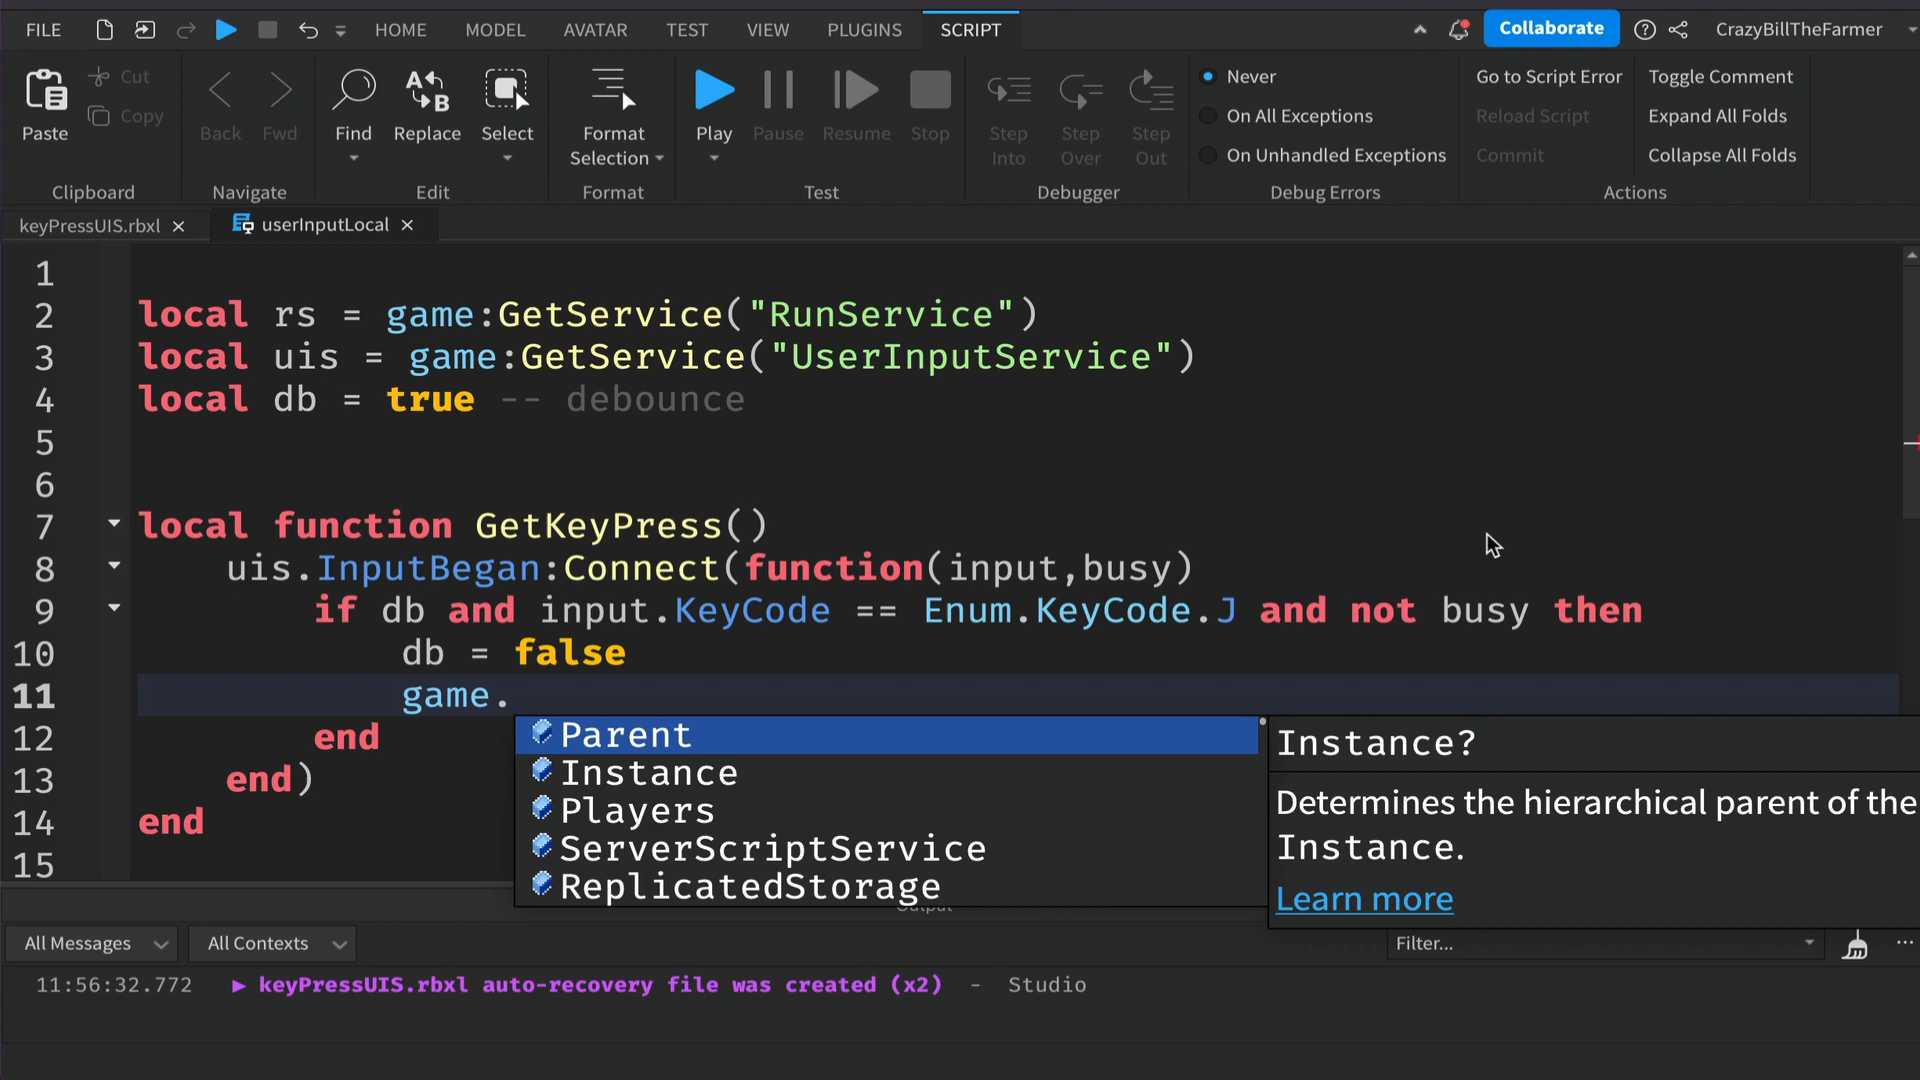 FILE HOME MODEL AVATAR TEST VIEW PLUGINS SCRIPT Collaborate CrazyBillTheFarmer
Paste Cut Copy
Clipboard
Back Fwd
Navigate
Find Replace Select
Edit
Format Selection
Format
Play Pause Resume Stop
Test
Step Into Step Over Step Out
Debugger
Never
On All Exceptions
On Unhandled Exceptions
Debug Errors
Go to Script Error Toggle Comment
Reload Script Expand All Folds
Commit Collapse All Folds
Actions
keyPressUIS.rbxl userInputLocal
1
2 local rs = game:GetService("RunService")
3 local uis = game:GetService("UserInputService")
4 local db = true -- debounce
5
6
7 local function GetKeyPress()
8 uis.InputBegan:Connect(function(input,busy)
9 if db and input.KeyCode == Enum.KeyCode.J and not busy then
10 db = false
11 game.
12 end
13 end)
14 end
15
Parent
Instance
Players
ServerScriptService
ReplicatedStorage
Instance?
Determines the hierarchical parent of the
Instance.
Learn more
Output
All Messages All Contexts Filter...
11:56:32.772 ▶ keyPressUIS.rbxl auto-recovery file was created (x2) - Studio